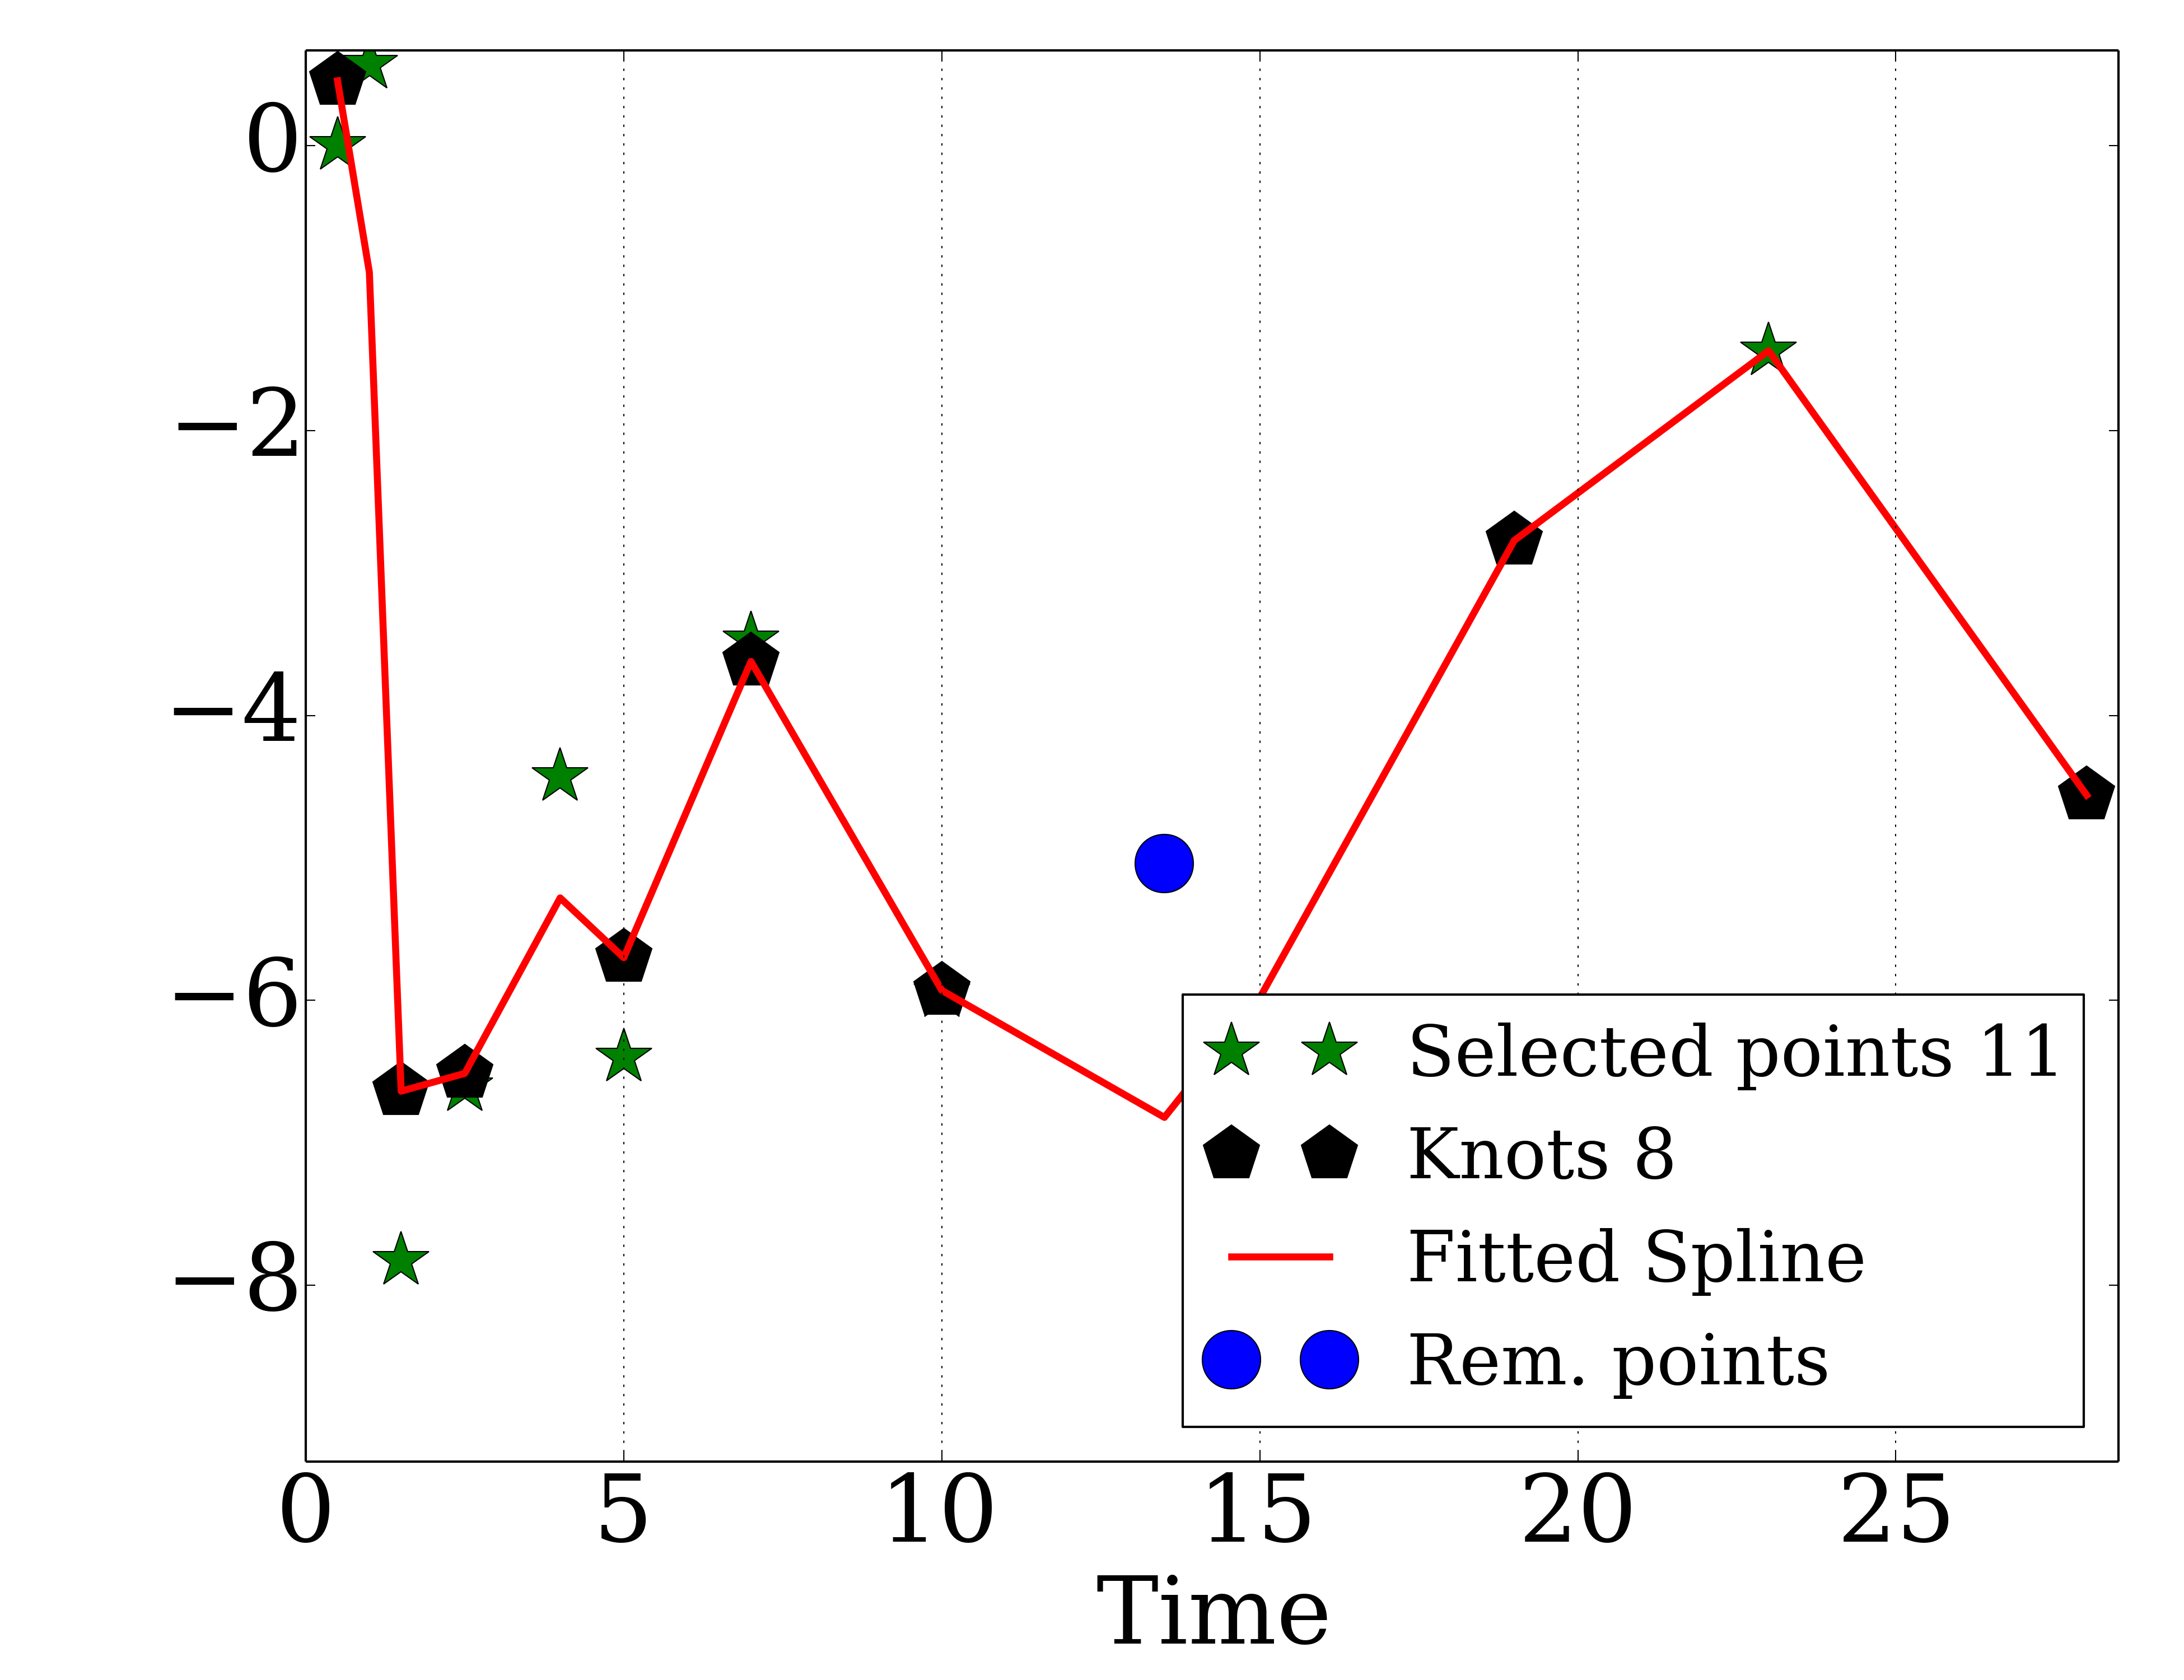 0
−2
−4
−6
−8
Selected points 11
Knots 8
Fitted Spline
Rem. points
0 5 10 15 20 25
Time